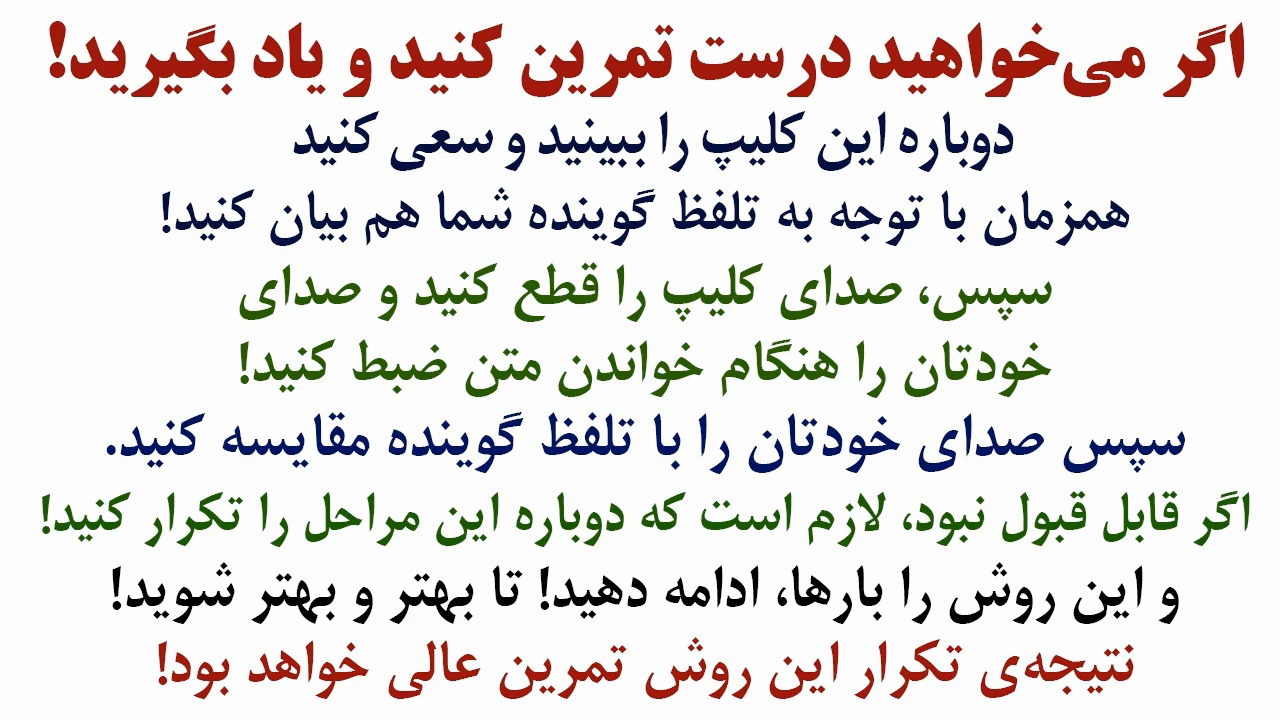 اگر می‌خواهید درست تمرین کنید و یاد بگیرید!
دوباره این کلیپ را ببینید و سعی کنید
همزمان با توجه به تلفظ گوینده شما هم بیان کنید!
سپس، صدای کلیپ را قطع کنید و صدای
خودتان را هنگام خواندن متن ضبط کنید!
سپس صدای خودتان را با تلفظ گوینده مقایسه کنید.
اگر قابل قبول نبود، لازم است که دوباره این مراحل را تکرار کنید!
و این روش را بارها، ادامه دهید! تا بهتر و بهتر شوید!
نتیجه‌ی تکرار این روش تمرین عالی خواهد بود!